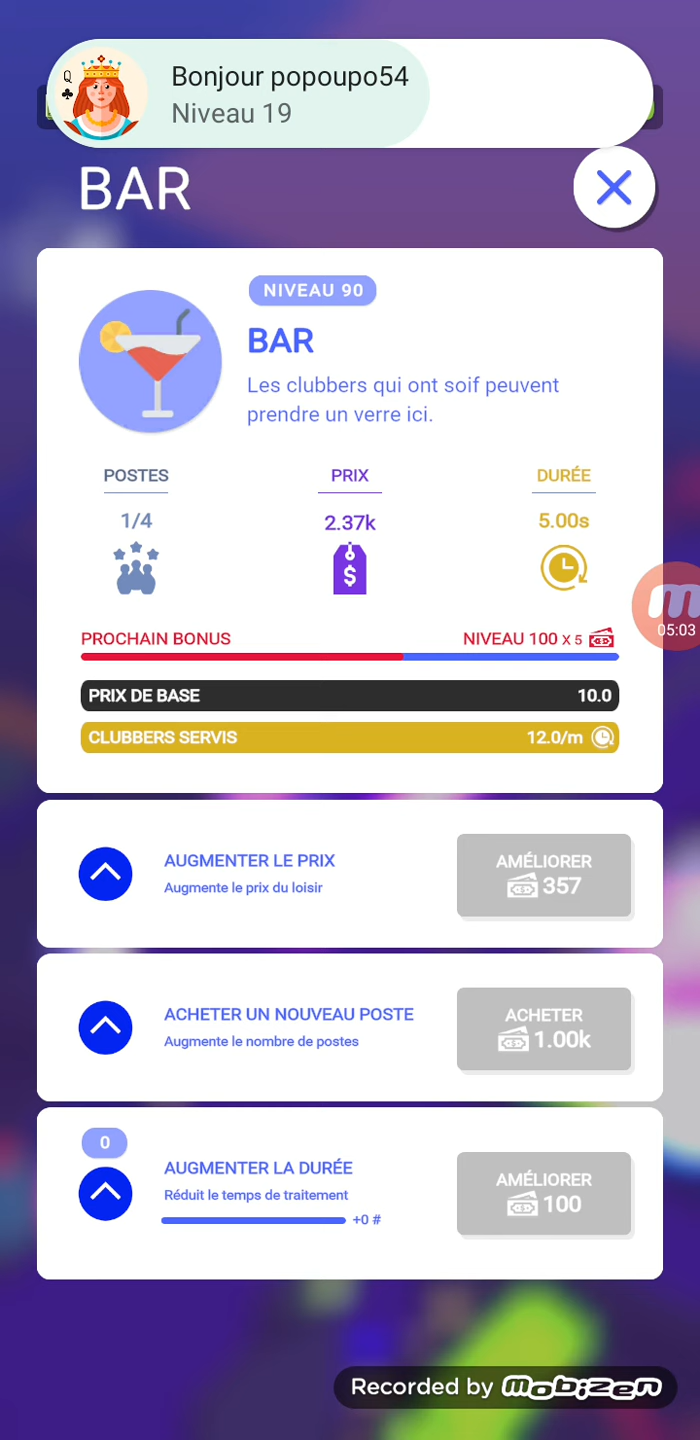 Q
Bonjour popoupo54
Niveau 19
BAR
NIVEAU 90
BAR
Les clubbers qui ont soif peuvent
prendre un verre ici.
POSTES PRIX DURÉE
1/4 2.37k 5.00s
$
m
05:03
PROCHAIN BONUS NIVEAU 100 X 5
PRIX DE BASE 10.0
CLUBBERS SERVIS 12.0/m
AUGMENTER LE PRIX
Augmente le prix du loisir
AMÉLIORER
357
ACHETER UN NOUVEAU POSTE
Augmente le nombre de postes
ACHETER
1.00k
0
AUGMENTER LA DURÉE
Réduit le temps de traitement
+0 #
AMÉLIORER
100
Recorded by mobizen